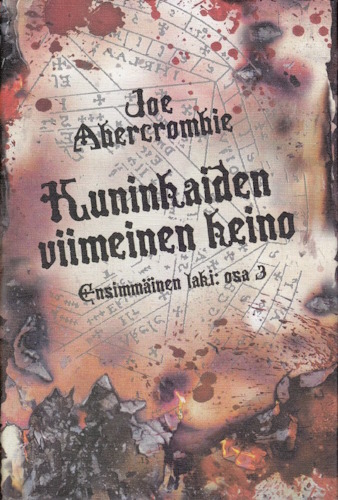 Joe
Abercrombie
Kuninkaiden
viimeinen keino
Ensimmäinen laki: osa 3